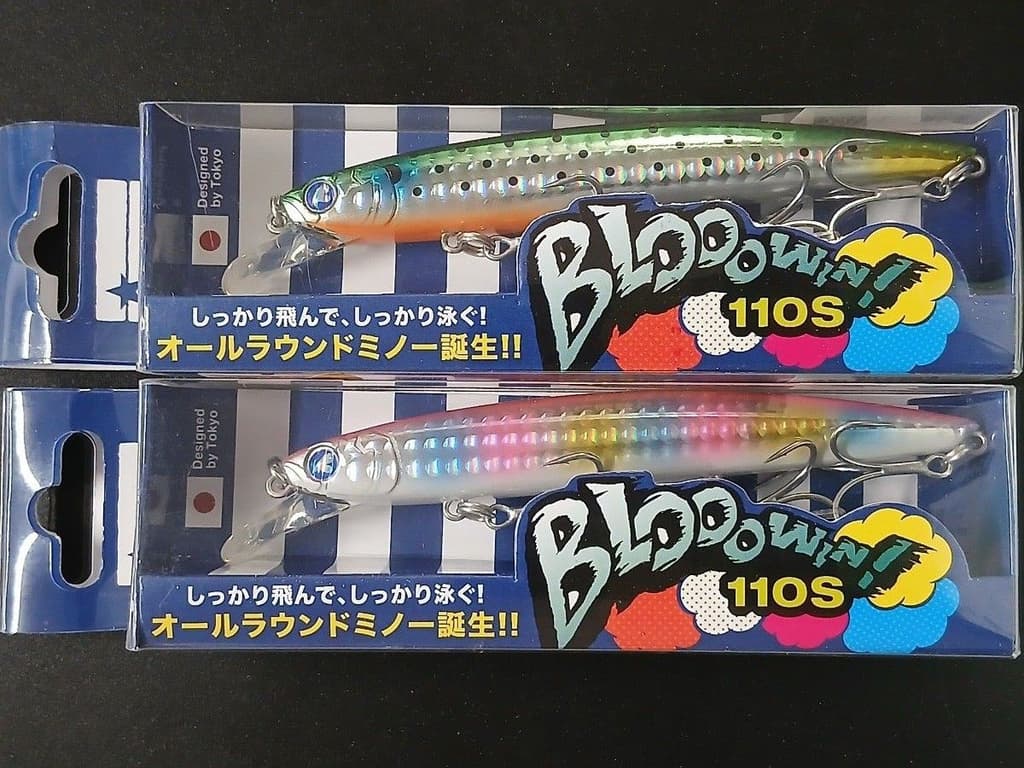 Designed
by Tokyo
BLOOOWIN!
110S
しっかり飛んで、しっかり泳ぐ!
オールラウンドミノー誕生!!
Designed
by Tokyo
BLOOOWIN!
110S
しっかり飛んで、しっかり泳ぐ!
オールラウンドミノー誕生!!